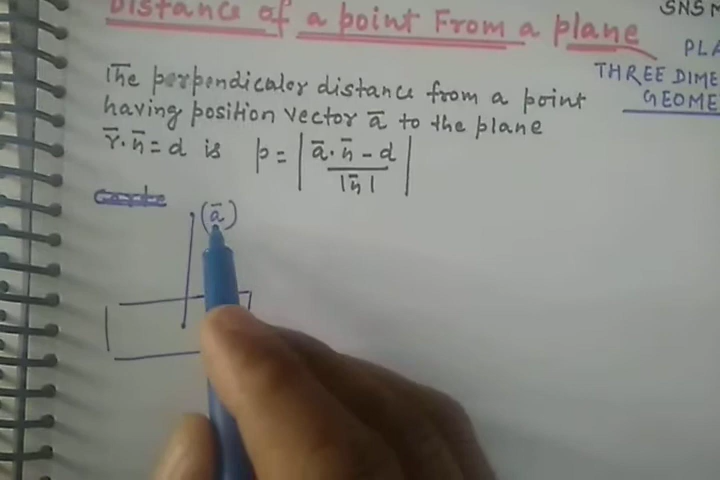 Distance of a point From a plane
SNS
PLA
THREE DIME
GEOME
The perpendicular distance from a point
having position vector a̅ to the plane
r̅. n̅ = d is p = | a̅. n̅ - d / |n̅| |
(a̅)